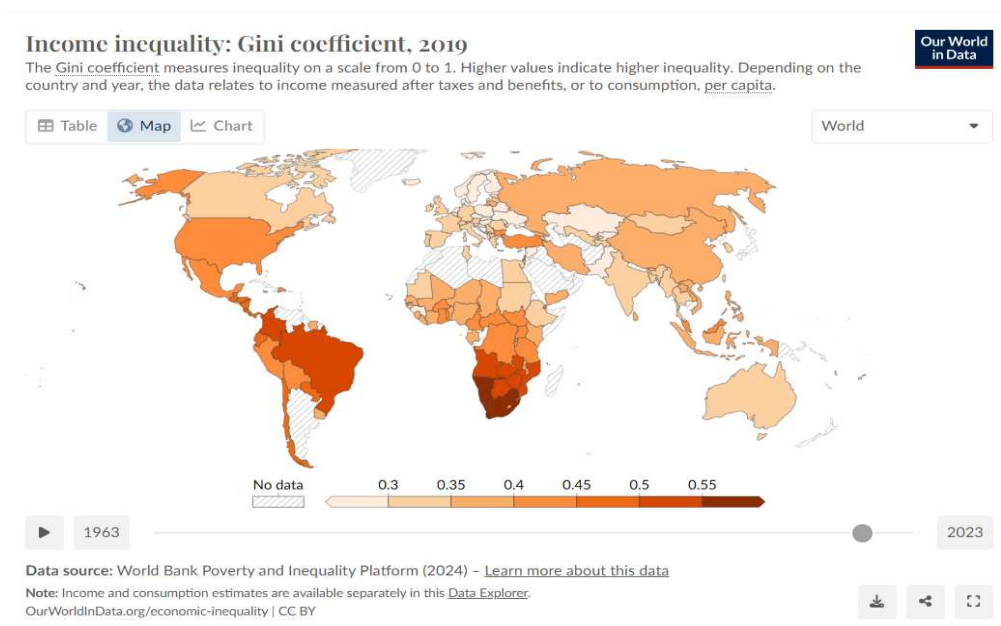 Income inequality: Gini coefficient, 2019
Our World
in Data
The Gini coefficient measures inequality on a scale from 0 to 1. Higher values indicate higher inequality. Depending on the
country and year, the data relates to income measured after taxes and benefits, or to consumption, per capita.
Table Map Chart World
No data 0.3 0.35 0.4 0.45 0.5 0.55
1963 2023
Data source: World Bank Poverty and Inequality Platform (2024) – Learn more about this data
Note: Income and consumption estimates are available separately in this Data Explorer.
OurWorldInData.org/economic-inequality | CC BY